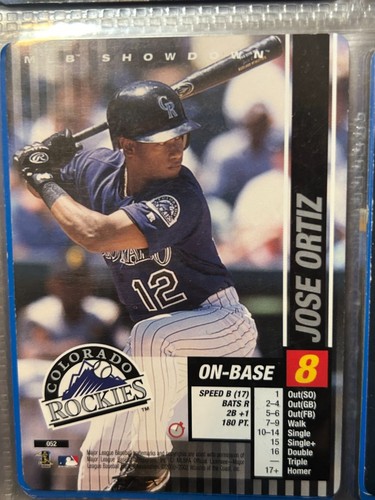 MLB SHOWDOWN
CR
COLORADO
12
JOSE ORTIZ
ON-BASE 8
COLORADO
ROCKIES
TM
SPEED B (17)
BATS R
2B +1
180 PT.
1 Out(SO)
2–4 Out(GB)
5–6 Out(FB)
7–9 Walk
10–14 Single
15 Single+
16 Double
— Triple
17+ Homer
052